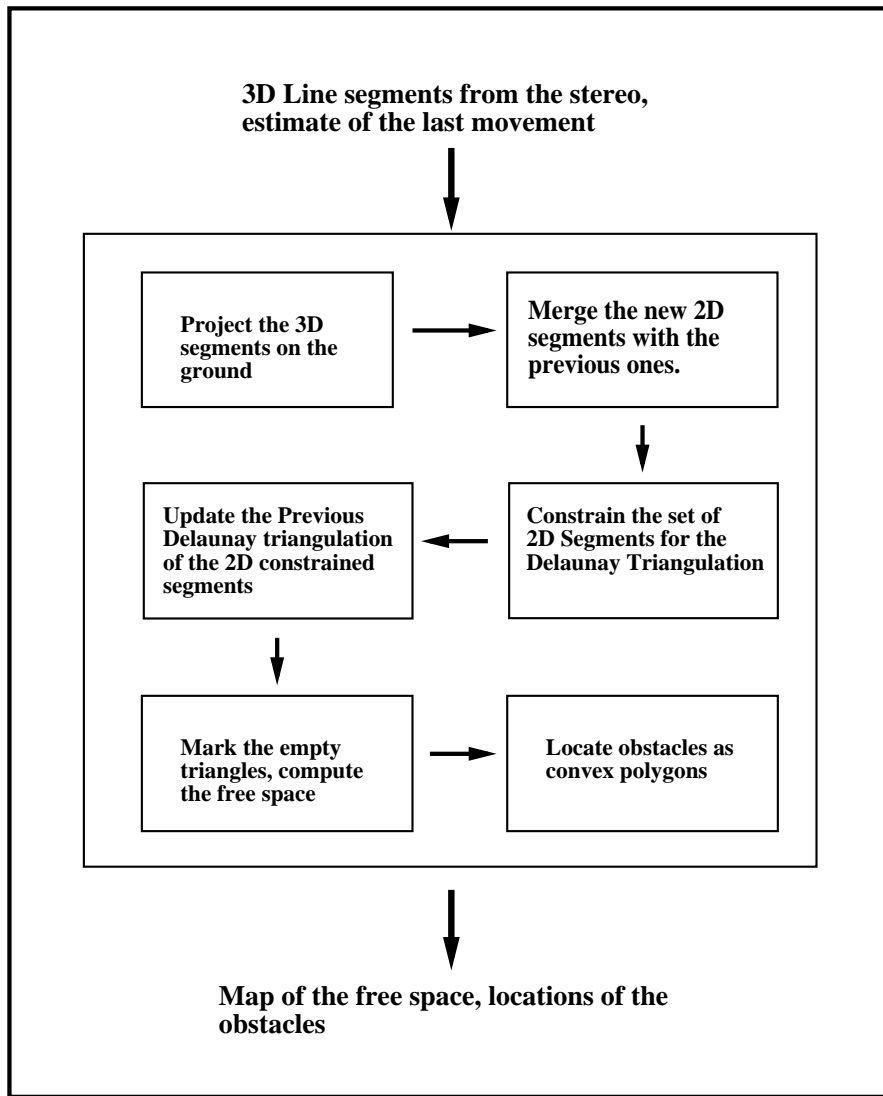 3D Line segments from the stereo,
estimate of the last movement
Project the 3D
segments on the
ground
Merge the new 2D
segments with the
previous ones.
Constrain the set of
2D Segments for the
Delaunay Triangulation
Update the Previous
Delaunay triangulation
of the 2D constrained
segments
Mark the empty
triangles, compute
the free space
Locate obstacles as
convex polygons
Map of the free space, locations of the
obstacles